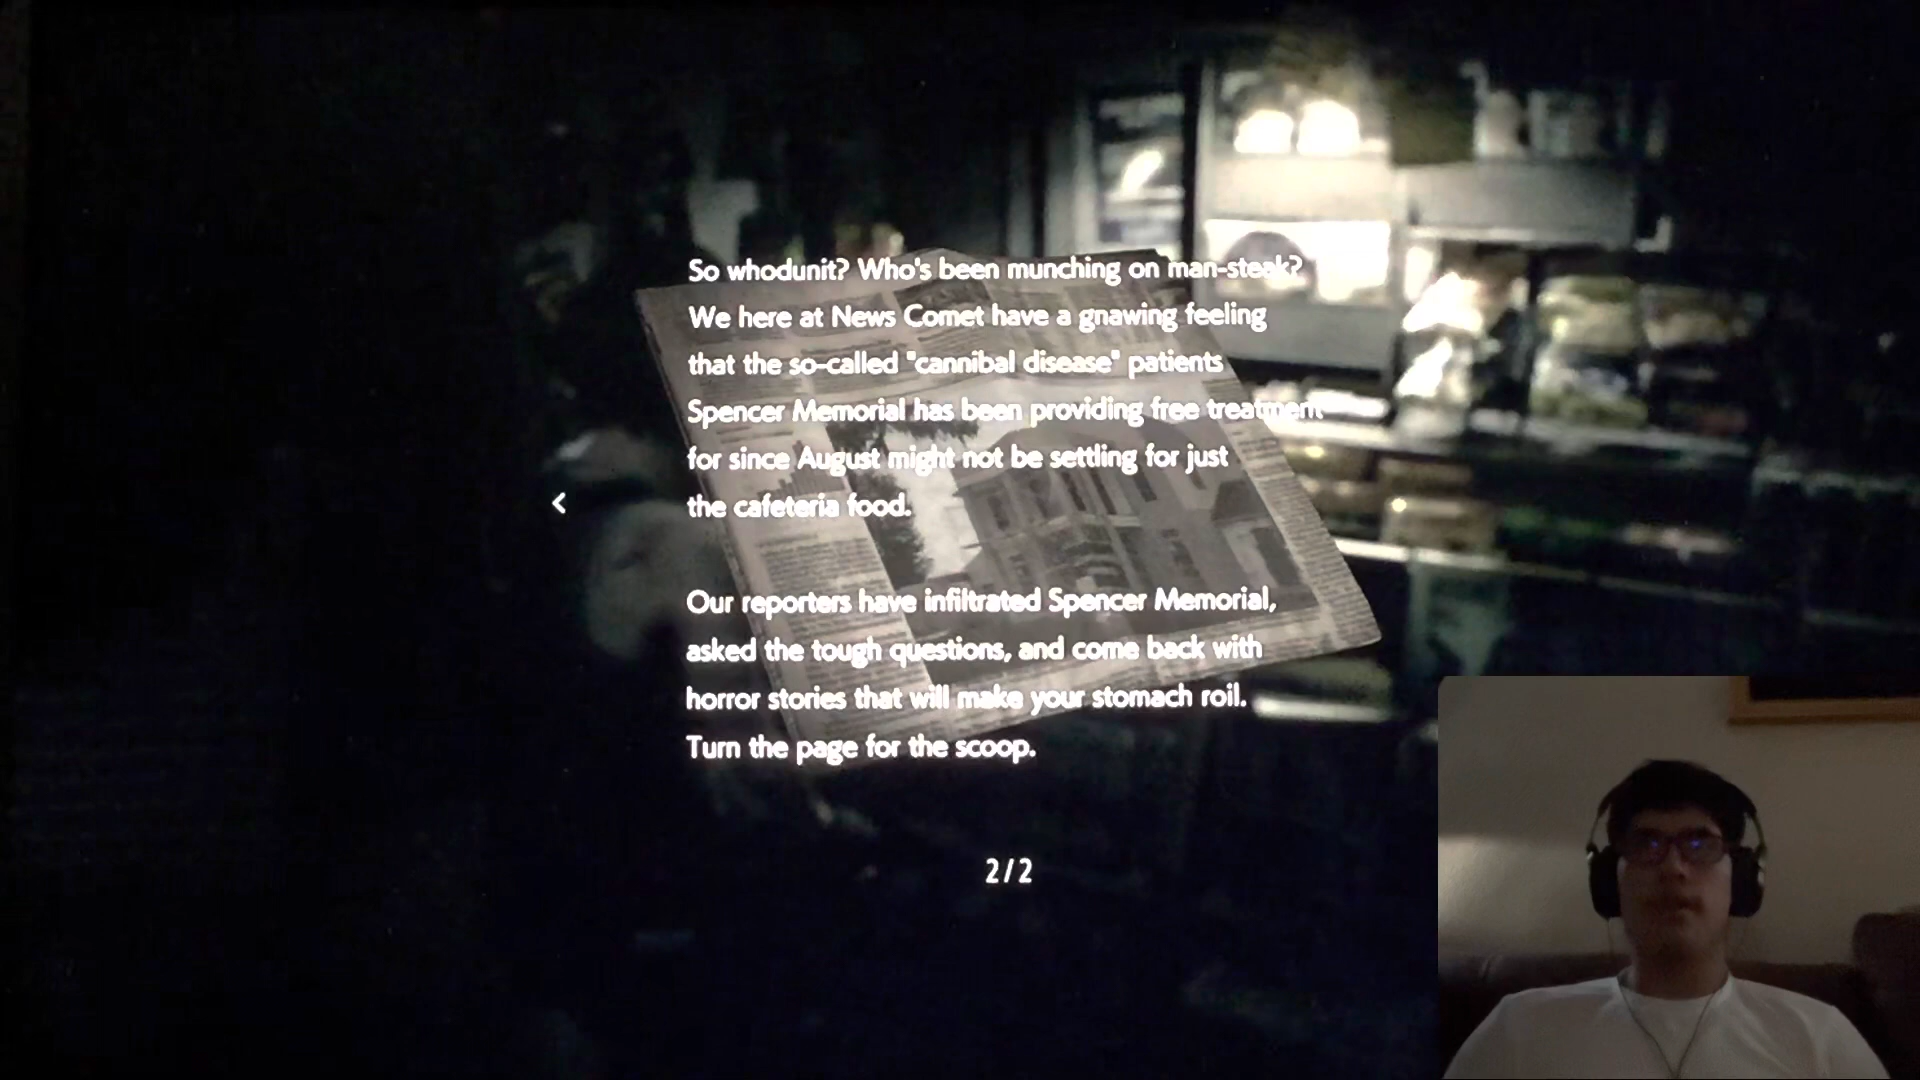 So whodunit? Who's been munching on man-steak?
We here at News Comet have a gnawing feeling
that the so-called "cannibal disease" patients
Spencer Memorial has been providing free treatment
for since August might not be settling for just
the cafeteria food.
<
Our reporters have infiltrated Spencer Memorial,
asked the tough questions, and come back with
horror stories that will make your stomach roil.
Turn the page for the scoop.
2/2